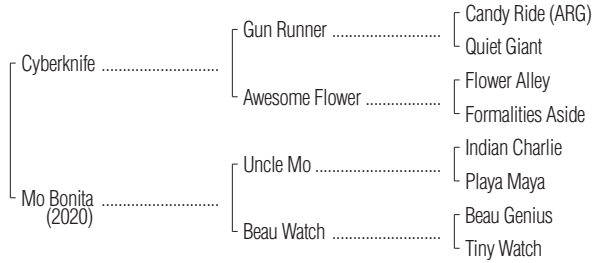 Candy Ride (ARG)
Gun Runner ........................
Quiet Giant
Cyberknife ..........................
Flower Alley
Awesome Flower .................
Formalities Aside
Indian Charlie
Uncle Mo ............................
Playa Maya
Mo Bonita ..........................
(2020)
Beau Genius
Beau Watch ........................
Tiny Watch